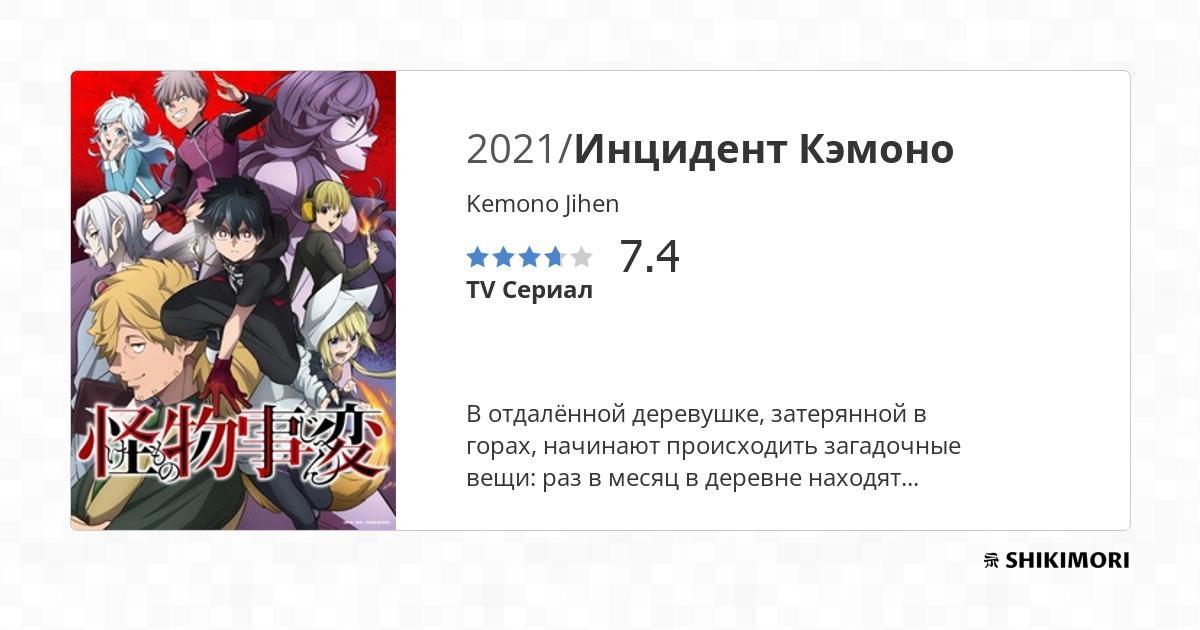 怪物事変
けものじへん
2021/Инцидент Кэмоно
Kemono Jihen
7.4
TV Сериал
В отдалённой деревушке, затерянной в
горах, начинают происходить загадочные
вещи: раз в месяц в деревне находят...
SHIKIMORI